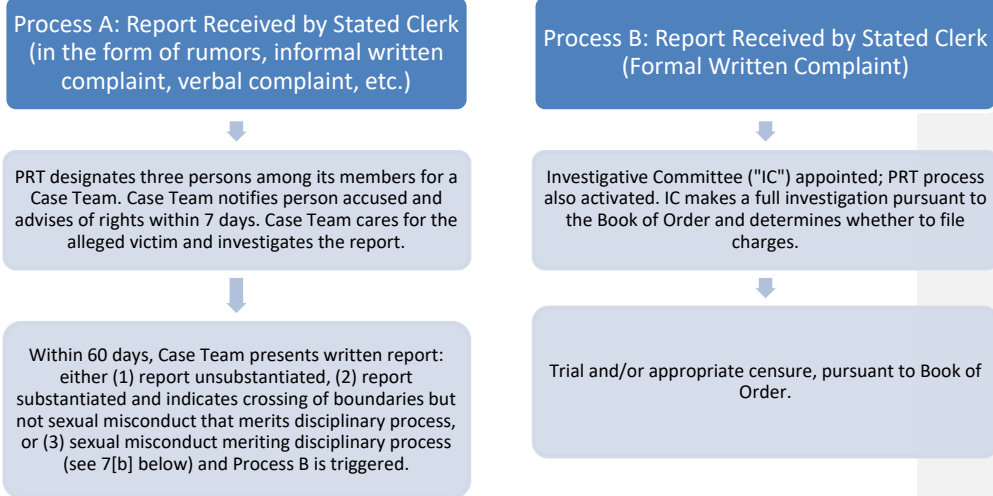 Process A: Report Received by Stated Clerk
(in the form of rumors, informal written
complaint, verbal complaint, etc.)
PRT designates three persons among its members for a
Case Team. Case Team notifies person accused and
advises of rights within 7 days. Case Team cares for the
alleged victim and investigates the report.
Within 60 days, Case Team presents written report:
either (1) report unsubstantiated, (2) report
substantiated and indicates crossing of boundaries but
not sexual misconduct that merits disciplinary process,
or (3) sexual misconduct meriting disciplinary process
(see 7[b] below) and Process B is triggered.
Process B: Report Received by Stated Clerk
(Formal Written Complaint)
Investigative Committee ("IC") appointed; PRT process
also activated. IC makes a full investigation pursuant to
the Book of Order and determines whether to file
charges.
Trial and/or appropriate censure, pursuant to Book of
Order.